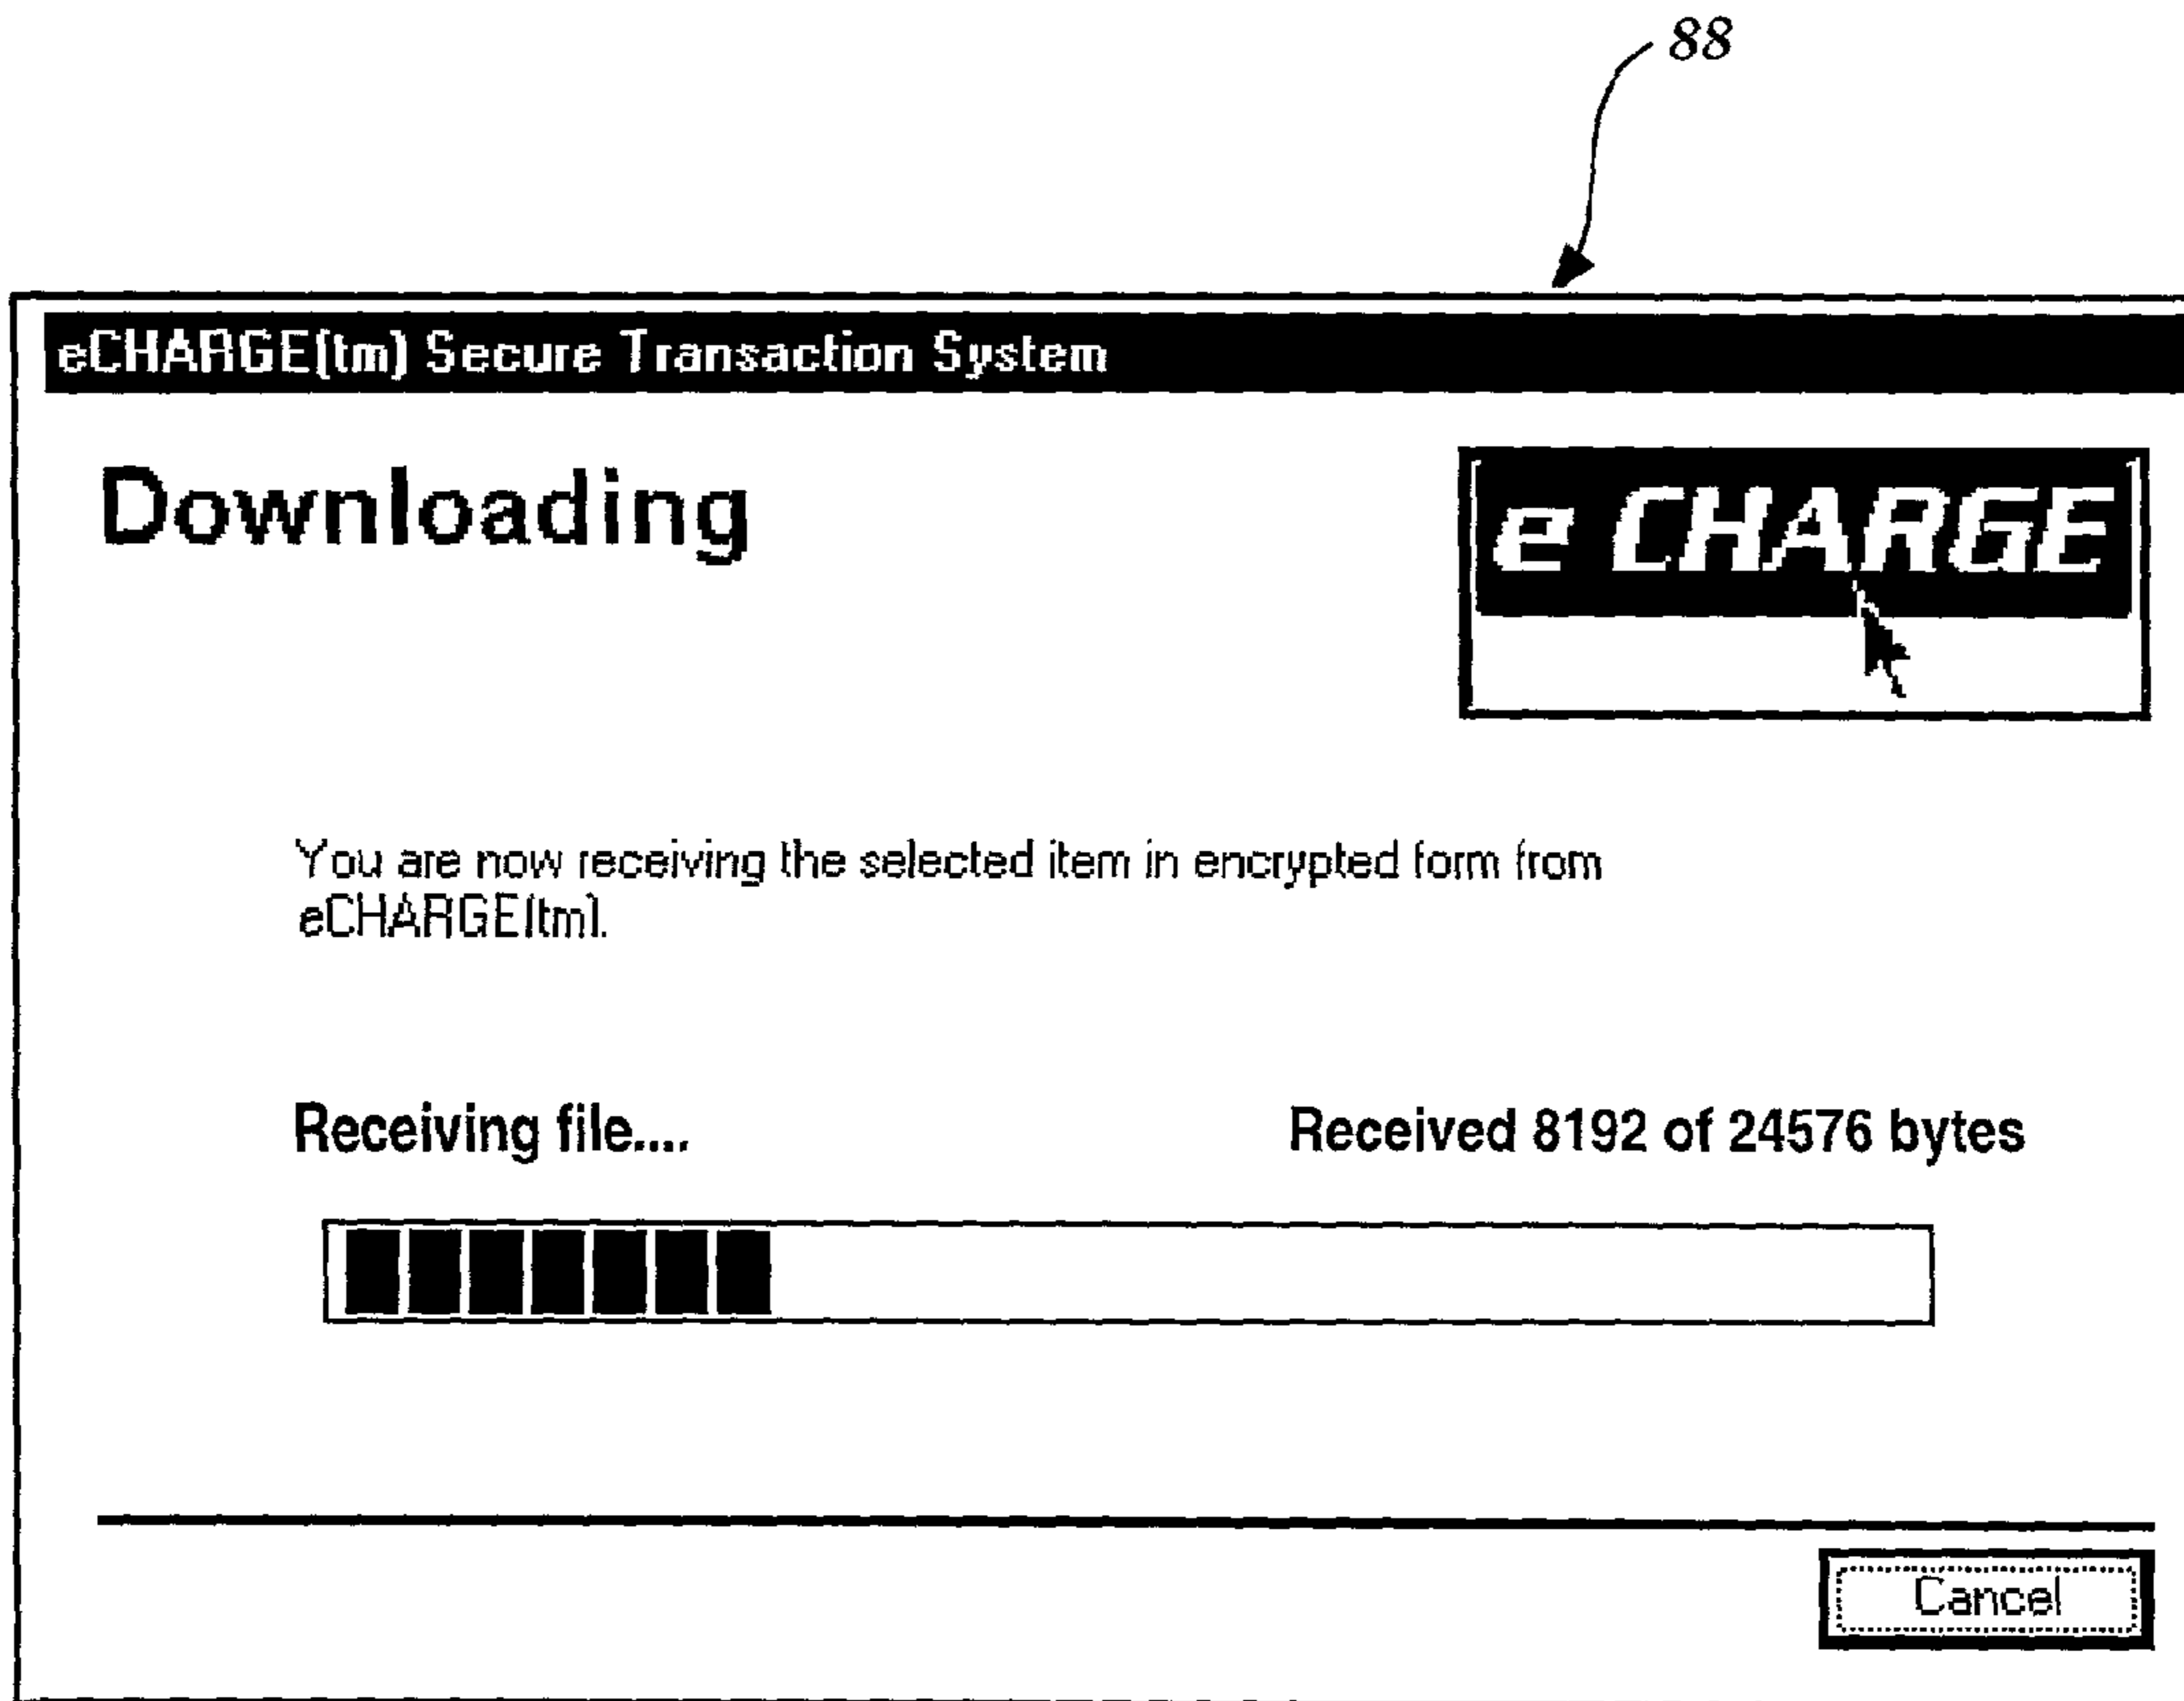 88
eCHARGE(tm) Secure Transaction System
Downloading
e CHARGE
You are now receiving the selected item in encrypted form from
eCHARGE(tm).
Receiving file....
Received 8192 of 24576 bytes
Cancel